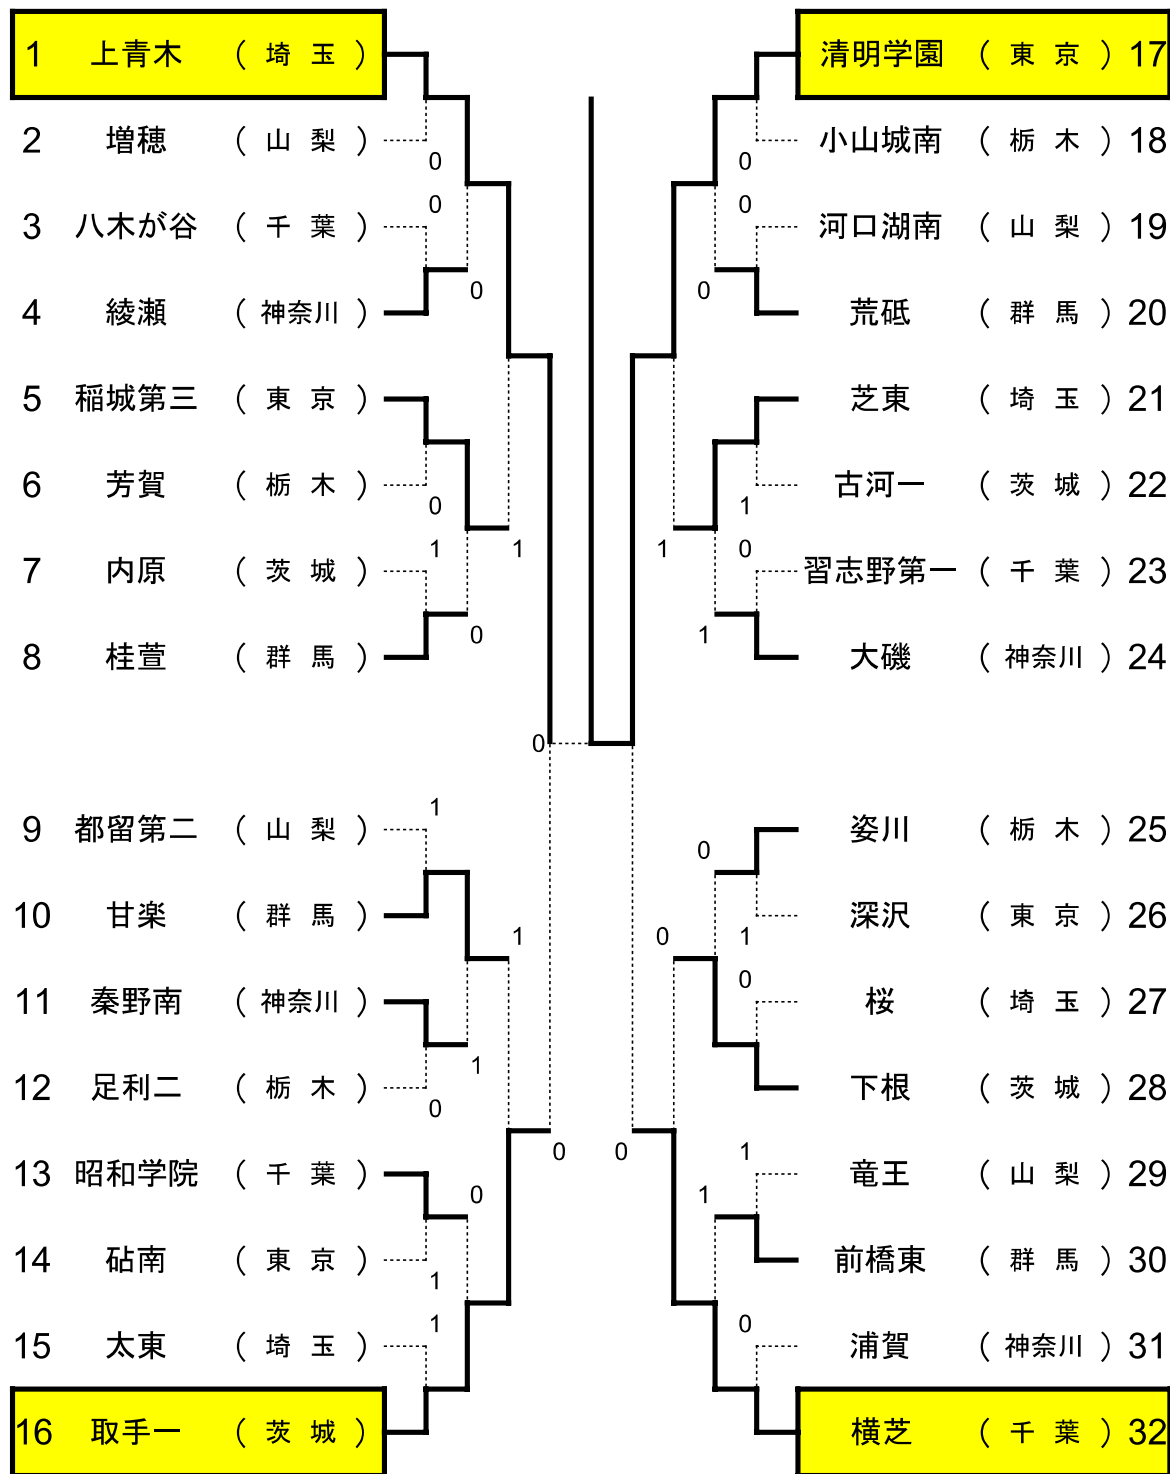 1 上青木 ( 埼 玉 )
2 増穂 ( 山 梨 )
0
0
3 八木が谷 ( 千 葉 )
0
4 綾瀬 ( 神奈川 )
5 稲城第三 ( 東 京 )
6 芳賀 ( 栃 木 )
0
1
1
7 内原 ( 茨 城 )
0
8 桂萱 ( 群 馬 )
0
1
9 都留第二 ( 山 梨 )
10 甘楽 ( 群 馬 )
1
11 秦野南 ( 神奈川 )
1
12 足利二 ( 栃 木 )
0
0
13 昭和学院 ( 千 葉 )
0
14 砧南 ( 東 京 )
1
1
15 太東 ( 埼 玉 )
16 取手一 ( 茨 城 )
清明学園 ( 東 京 ) 17
小山城南 ( 栃 木 ) 18
0
0
河口湖南 ( 山 梨 ) 19
0
荒砥 ( 群 馬 ) 20
芝東 ( 埼 玉 ) 21
古河一 ( 茨 城 ) 22
1
1
0
習志野第一 ( 千 葉 ) 23
1
大磯 ( 神奈川 ) 24
姿川 ( 栃 木 ) 25
0
深沢 ( 東 京 ) 26
0
1
0
桜 ( 埼 玉 ) 27
下根 ( 茨 城 ) 28
0
1
竜王 ( 山 梨 ) 29
1
前橋東 ( 群 馬 ) 30
0
浦賀 ( 神奈川 ) 31
横芝 ( 千 葉 ) 32